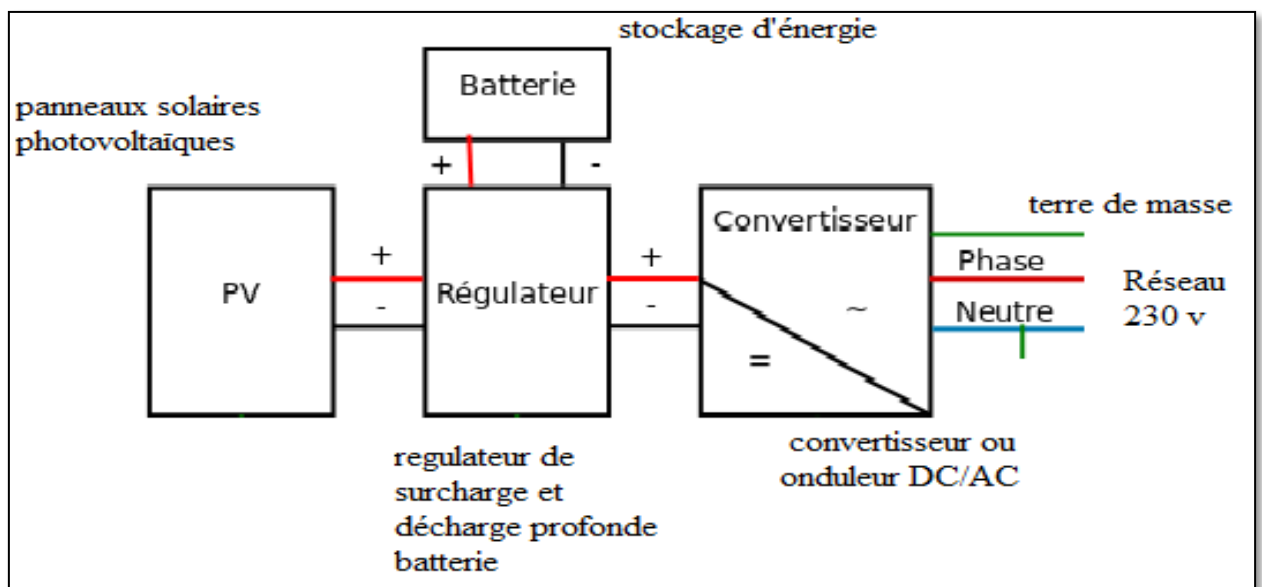 stockage d'énergie
Batterie
panneaux solaires
photovoltaïques
+
-
terre de masse
Convertisseur
+
+
Phase
PV
Régulateur
Réseau
-
-
~
Neutre
230 v
=
regulateur de
surcharge et
décharge profonde
batterie
convertisseur ou
onduleur DC/AC